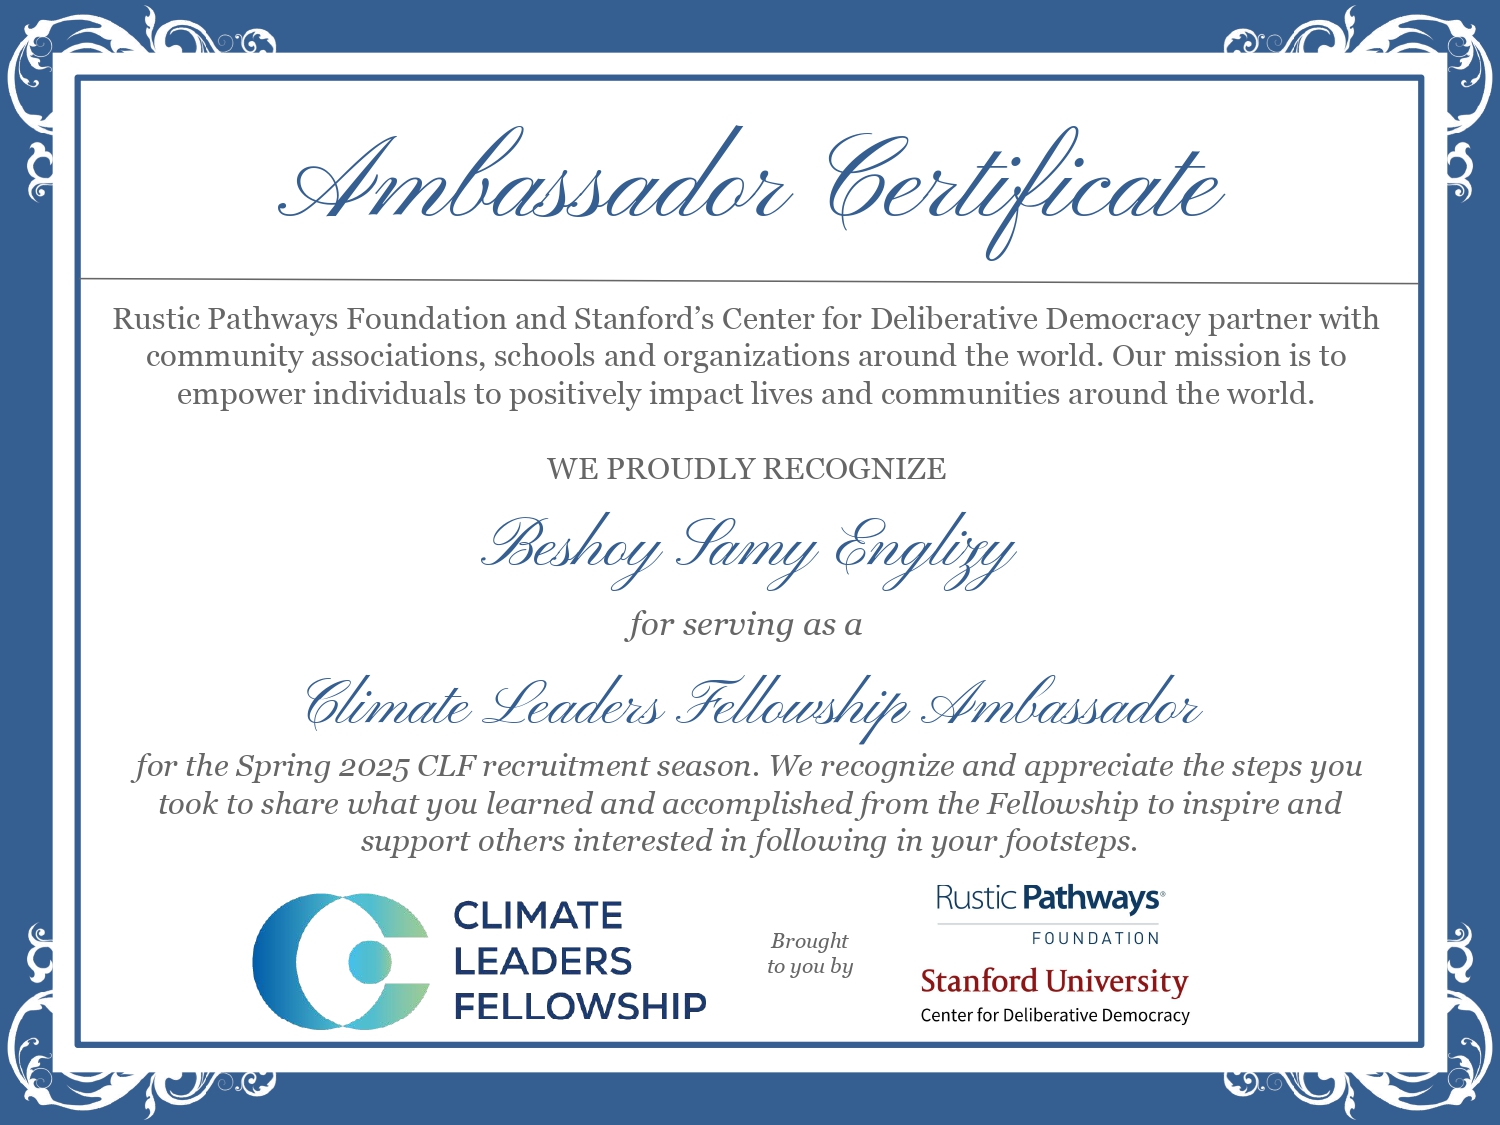 Ambassador Certificate
Rustic Pathways Foundation and Stanford’s Center for Deliberative Democracy partner with
community associations, schools and organizations around the world. Our mission is to
empower individuals to positively impact lives and communities around the world.
WE PROUDLY RECOGNIZE
Beshoy Samy Englizy
for serving as a
Climate Leaders Fellowship Ambassador
for the Spring 2025 CLF recruitment season. We recognize and appreciate the steps you
took to share what you learned and accomplished from the Fellowship to inspire and
support others interested in following in your footsteps.
CLIMATE
LEADERS
FELLOWSHIP
Brought
to you by
Rustic Pathways®
FOUNDATION
Stanford University
Center for Deliberative Democracy